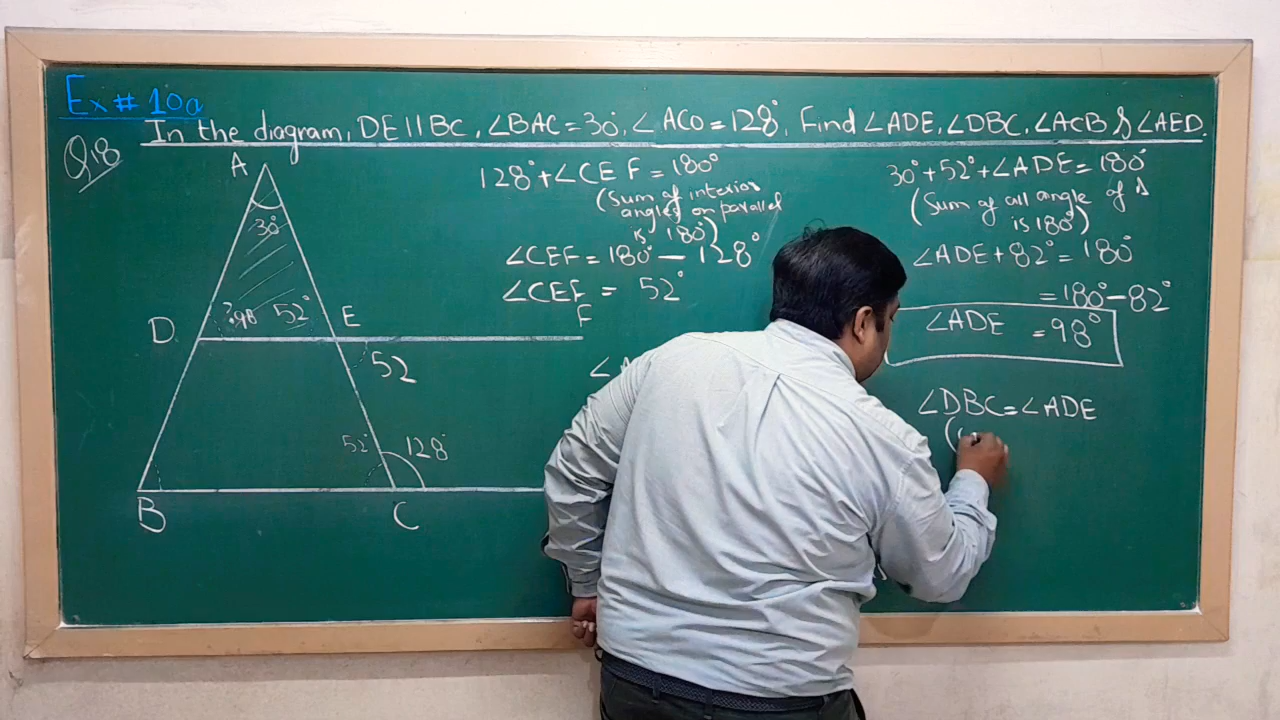 Ex # 10a
Q18
In the diagram, DE || BC, ∠BAC = 30°, ∠ACO = 128°. Find ∠ADE, ∠DBC, ∠ACB & ∠AED.
A
30°
?98 52°
D
E
F
52
52°
128°
B
C
128° + ∠CEF = 180°
(Sum of interior
angles on parallel
is 180°)
∠CEF = 180° - 128°
∠CEF = 52°
∠A
30° + 52° + ∠ADE = 180°
(Sum of all angle of Δ
is 180°)
∠ADE + 82° = 180°
= 180° - 82°
∠ADE = 98°
∠DBC = ∠ADE
(